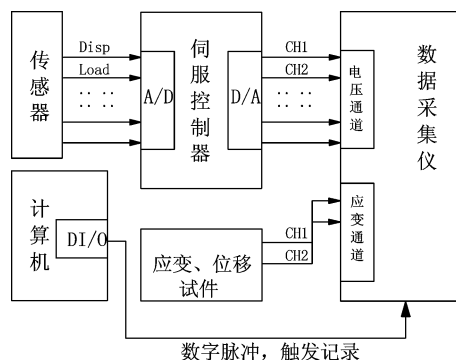 传感器
Disp
Load
‥ ‥
‥ ‥
A/D
伺服控制器
D/A
CH1
CH2
‥ ‥
‥ ‥
电压通道
数据采集仪
计算机
DI/O
应变、位移
试件
CH1
CH2
应变通道
数字脉冲，触发记录